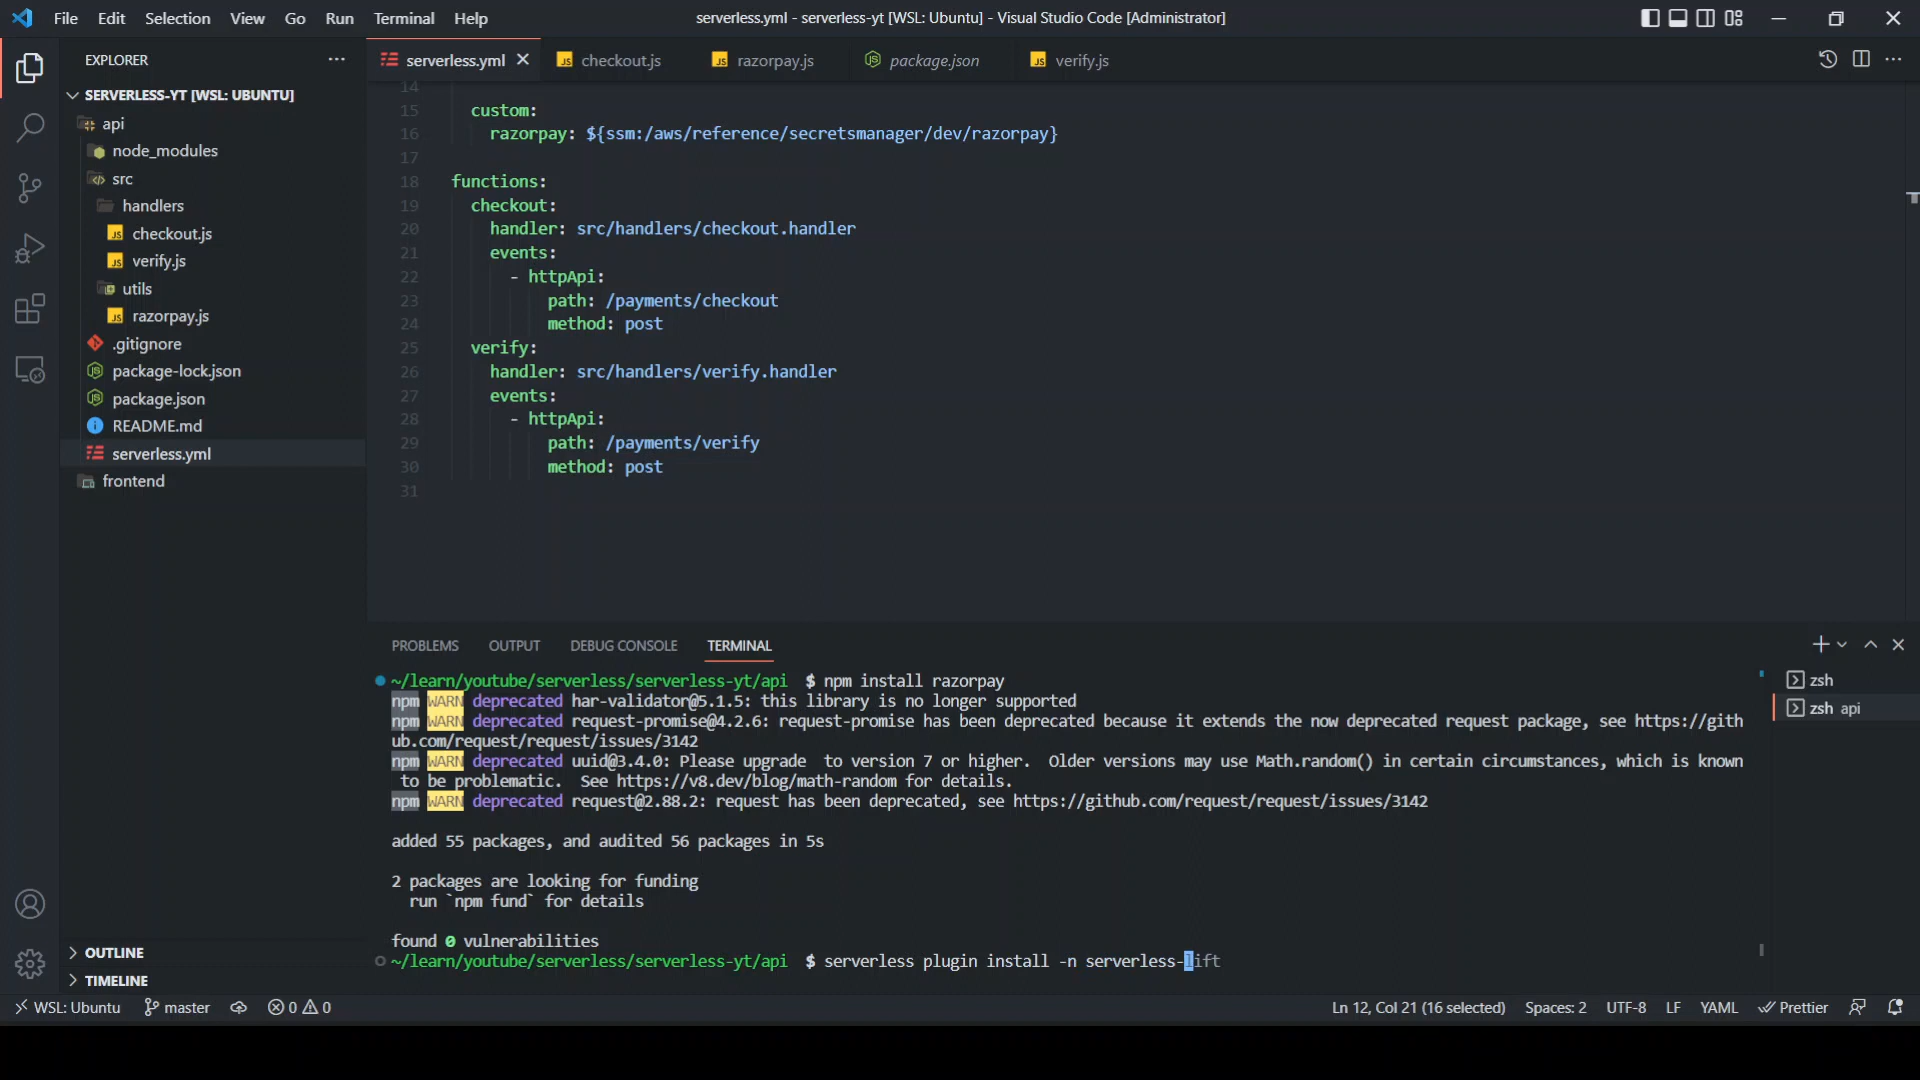 File Edit Selection View Go Run Terminal Help
serverless.yml - serverless-yt [WSL: Ubuntu] - Visual Studio Code [Administrator]
EXPLORER
SERVERLESS-YT [WSL: UBUNTU]
api
node_modules
src
handlers
checkout.js
verify.js
utils
razorpay.js
.gitignore
package-lock.json
package.json
README.md
serverless.yml
frontend
OUTLINE
TIMELINE
serverless.yml checkout.js razorpay.js package.json verify.js
14
15 custom:
16 razorpay: ${ssm:/aws/reference/secretsmanager/dev/razorpay}
17
18 functions:
19 checkout:
20 handler: src/handlers/checkout.handler
21 events:
22 - httpApi:
23 path: /payments/checkout
24 method: post
25 verify:
26 handler: src/handlers/verify.handler
27 events:
28 - httpApi:
29 path: /payments/verify
30 method: post
31
PROBLEMS OUTPUT DEBUG CONSOLE TERMINAL
~/learn/youtube/serverless/serverless-yt/api $ npm install razorpay
npm WARN deprecated har-validator@5.1.5: this library is no longer supported
npm WARN deprecated request-promise@4.2.6: request-promise has been deprecated because it extends the now deprecated request package, see https://gith
ub.com/request/request/issues/3142
npm WARN deprecated uuid@3.4.0: Please upgrade to version 7 or higher. Older versions may use Math.random() in certain circumstances, which is known
to be problematic. See https://v8.dev/blog/math-random for details.
npm WARN deprecated request@2.88.2: request has been deprecated, see https://github.com/request/request/issues/3142
added 55 packages, and audited 56 packages in 5s
2 packages are looking for funding
run `npm fund` for details
found 0 vulnerabilities
~/learn/youtube/serverless/serverless-yt/api $ serverless plugin install -n serverless-lift
zsh
zsh api
WSL: Ubuntu master 0 0 Ln 12, Col 21 (16 selected) Spaces: 2 UTF-8 LF YAML Prettier